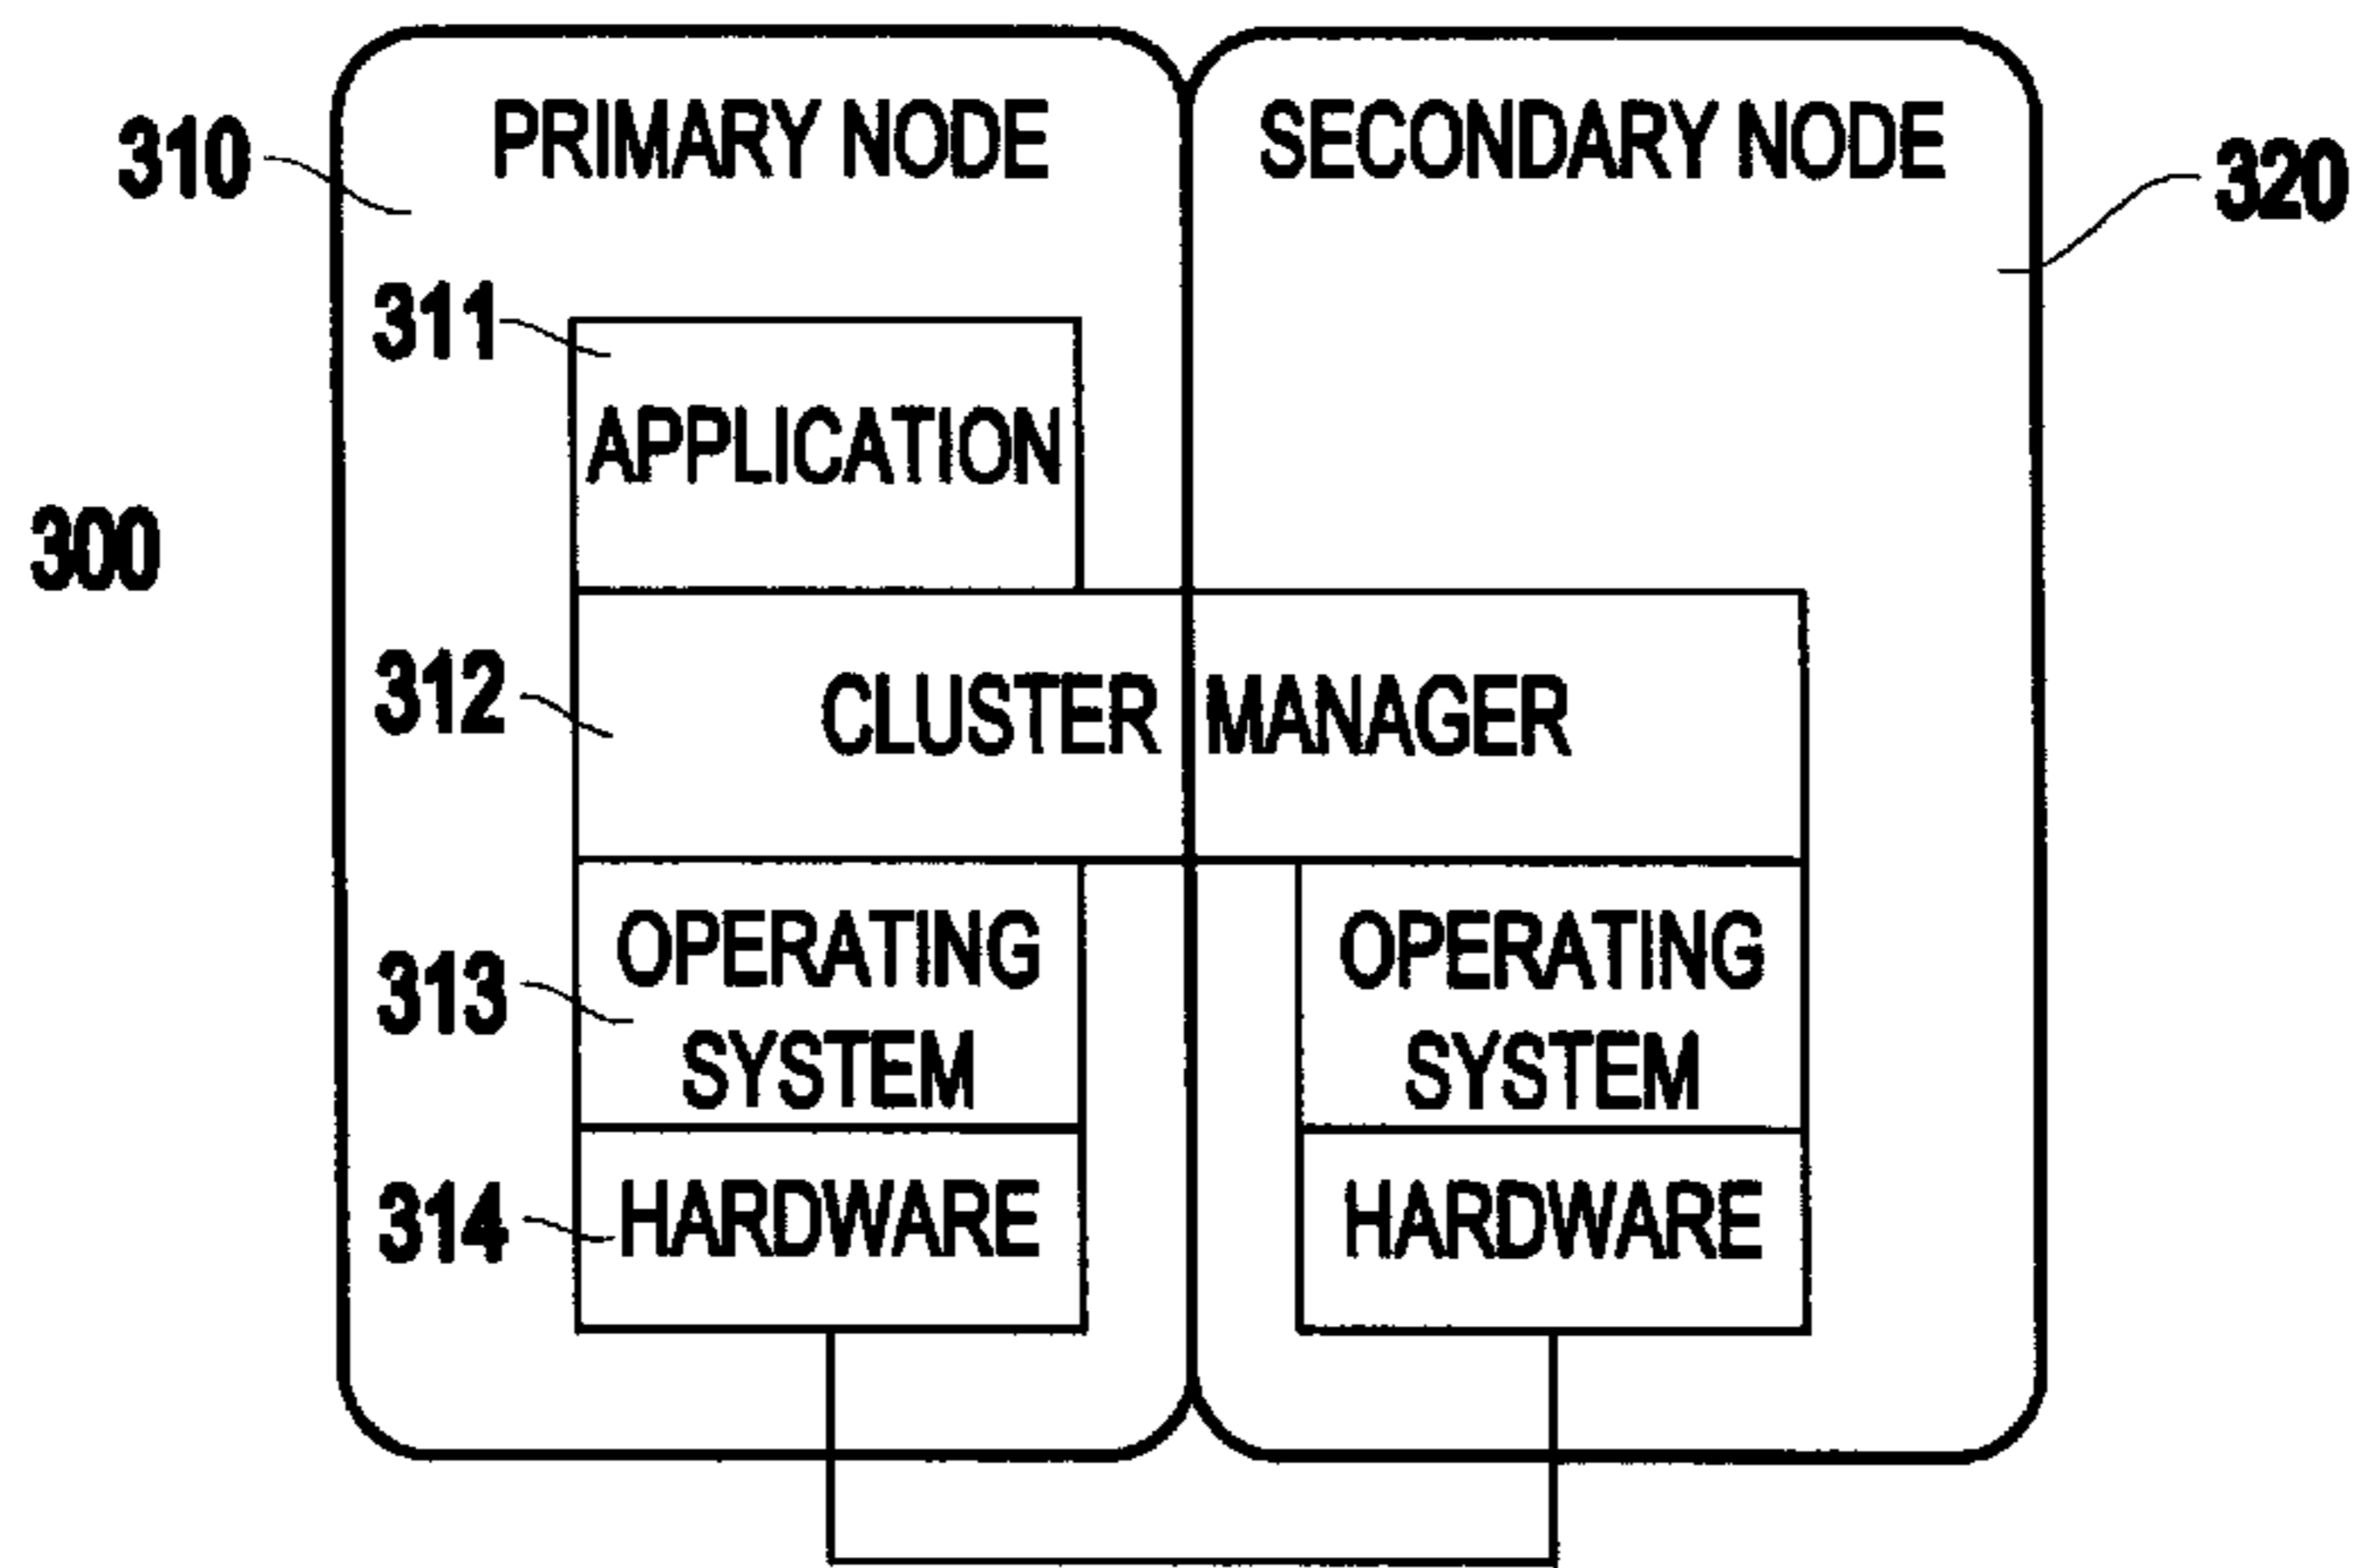 PRIMARY NODE
SECONDARY NODE
310
320
311
APPLICATION
300
312
CLUSTER MANAGER
313
OPERATING
SYSTEM
OPERATING
SYSTEM
314
HARDWARE
HARDWARE